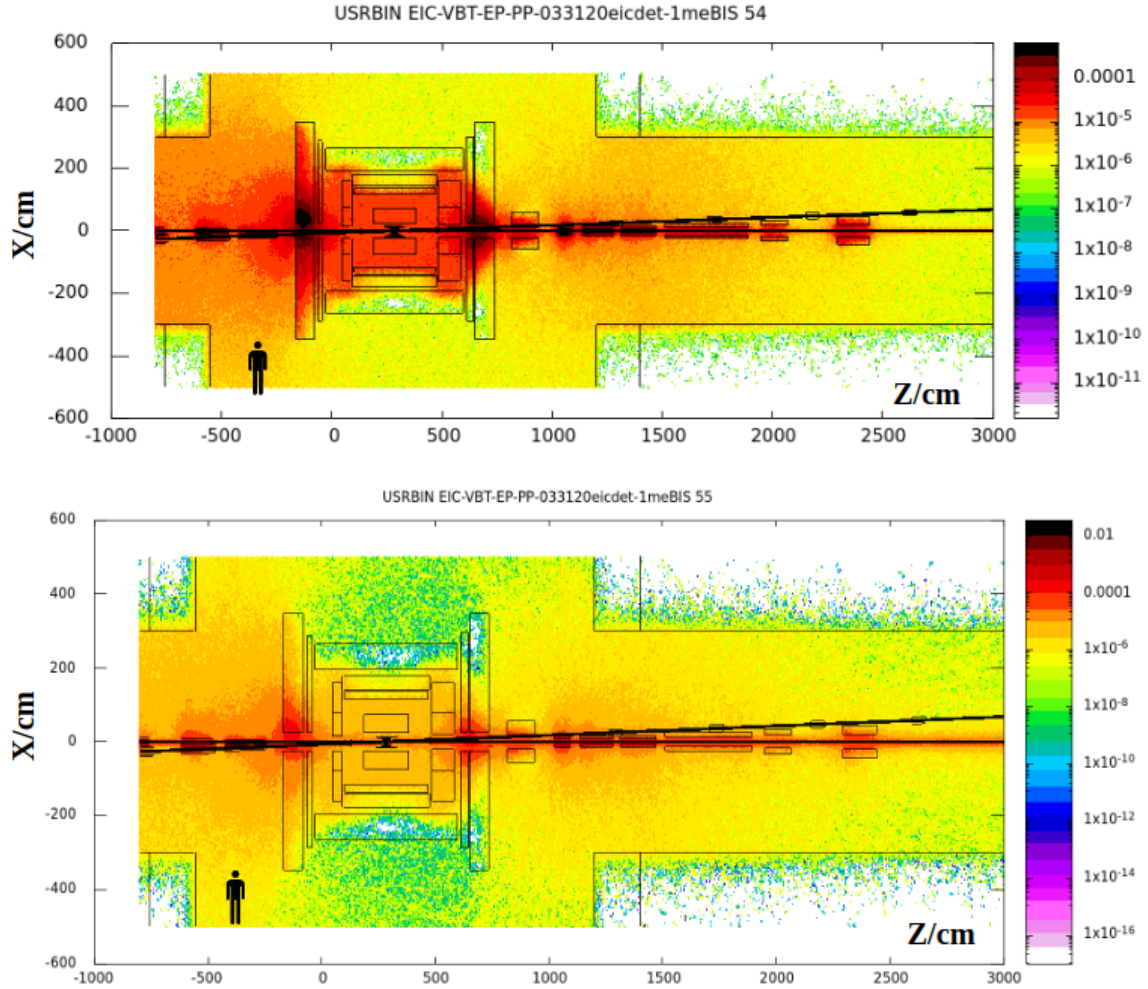 USRBIN EIC-VBT-EP-PP-033120eicdet-1meBIS 54
600
400
200
0
-200
-400
-600
X/cm
Z/cm
-1000 -500 0 500 1000 1500 2000 2500 3000
0.0001
1x10-5
1x10-6
1x10-7
1x10-8
1x10-9
1x10-10
1x10-11
USRBIN EIC-VBT-EP-PP-033120eicdet-1meBIS 55
600
400
200
0
-200
-400
-600
X/cm
Z/cm
-1000 -500 0 500 1000 1500 2000 2500 3000
0.01
0.0001
1x10-6
1x10-8
1x10-10
1x10-12
1x10-14
1x10-16